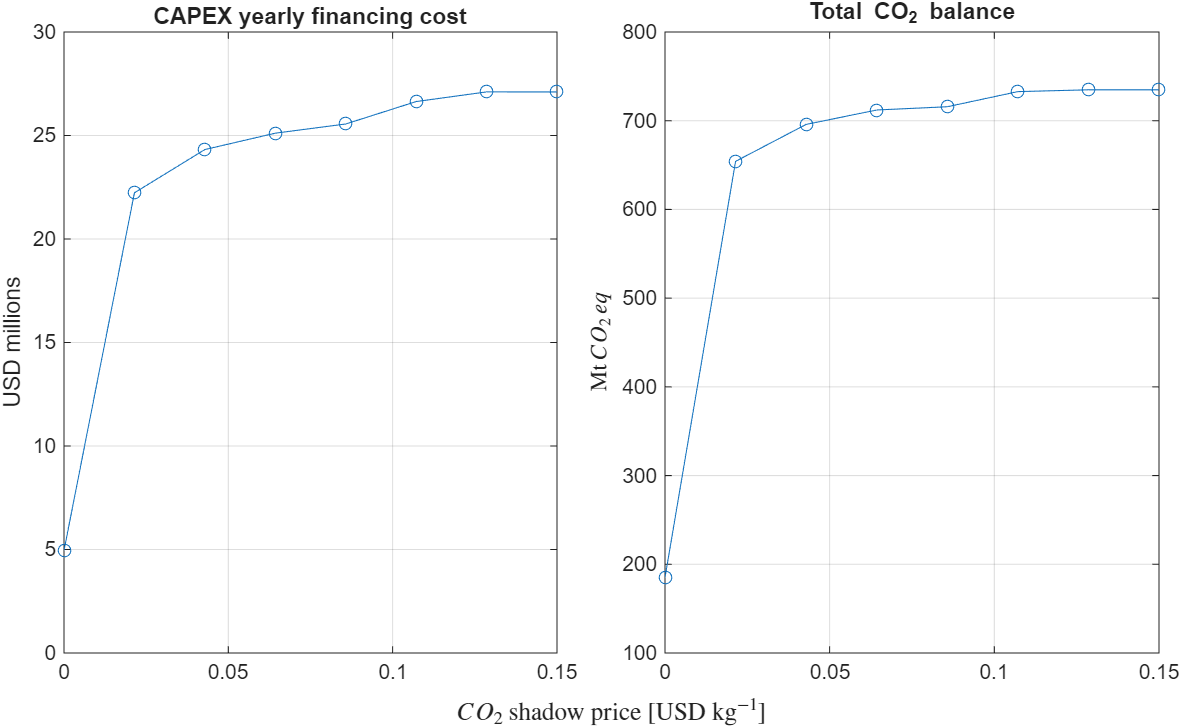 CAPEX yearly financing cost
30
25
20
15
10
5
0
USD millions
0 0.05 0.1 0.15
Total CO₂ balance
800
700
600
500
400
300
200
100
Mt CO₂ eq
0 0.05 0.1 0.15
CO₂ shadow price [USD kg⁻¹]